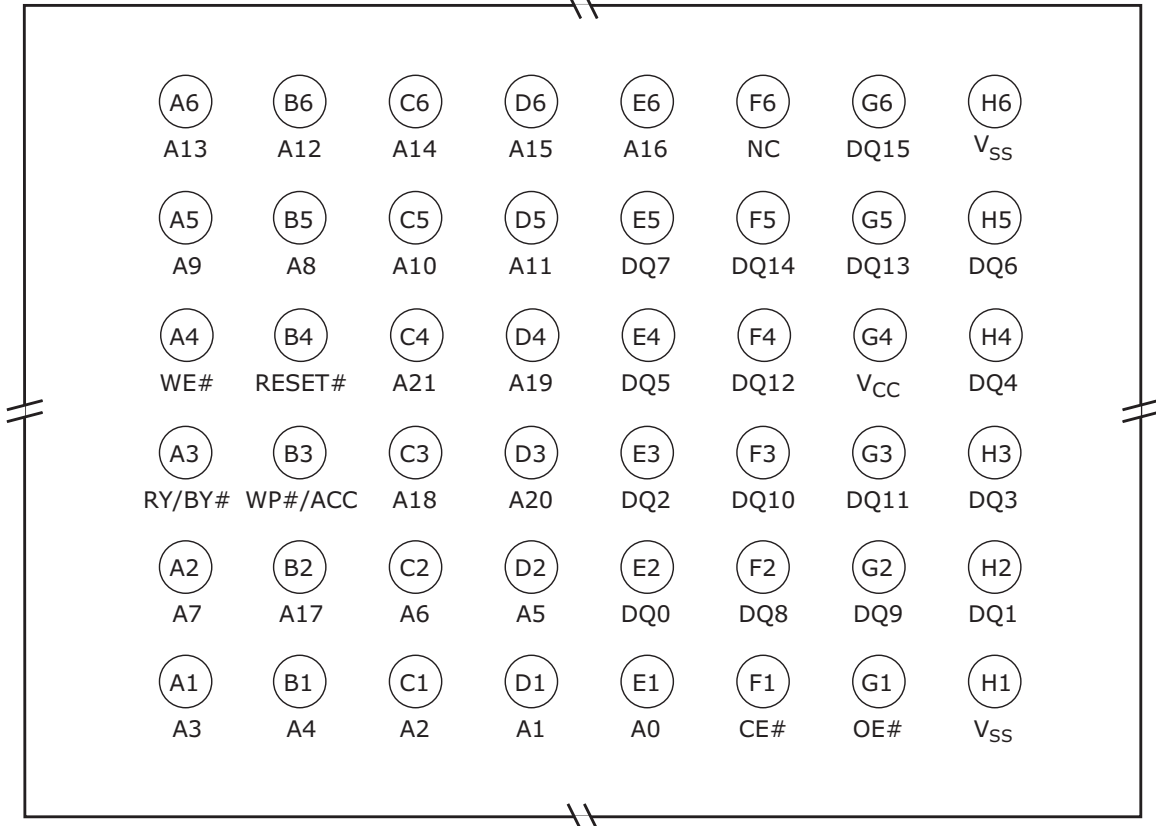 A6 B6 C6 D6 E6 F6 G6 H6
A13 A12 A14 A15 A16 NC DQ15 VSS
A5 B5 C5 D5 E5 F5 G5 H5
A9 A8 A10 A11 DQ7 DQ14 DQ13 DQ6
A4 B4 C4 D4 E4 F4 G4 H4
WE# RESET# A21 A19 DQ5 DQ12 VCC DQ4
A3 B3 C3 D3 E3 F3 G3 H3
RY/BY# WP#/ACC A18 A20 DQ2 DQ10 DQ11 DQ3
A2 B2 C2 D2 E2 F2 G2 H2
A7 A17 A6 A5 DQ0 DQ8 DQ9 DQ1
A1 B1 C1 D1 E1 F1 G1 H1
A3 A4 A2 A1 A0 CE# OE# VSS